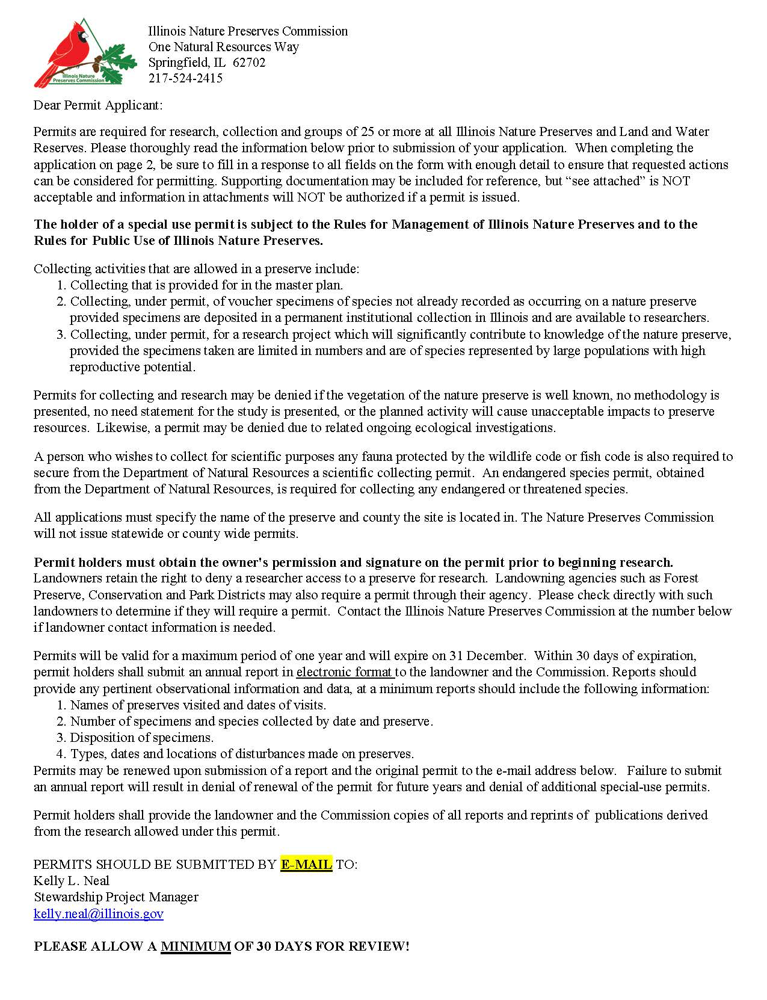 Illinois Nature Preserves Commission
One Natural Resources Way
Springfield, IL  62702
217-524-2415
Illinois Nature
Preserves Commission
Dear Permit Applicant:
Permits are required for research, collection and groups of 25 or more at all Illinois Nature Preserves and Land and Water
Reserves. Please thoroughly read the information below prior to submission of your application.  When completing the
application on page 2, be sure to fill in a response to all fields on the form with enough detail to ensure that requested actions
can be considered for permitting. Supporting documentation may be included for reference, but “see attached” is NOT
acceptable and information in attachments will NOT be authorized if a permit is issued.
The holder of a special use permit is subject to the Rules for Management of Illinois Nature Preserves and to the
Rules for Public Use of Illinois Nature Preserves.
Collecting activities that are allowed in a preserve include:
1. Collecting that is provided for in the master plan.
2. Collecting, under permit, of voucher specimens of species not already recorded as occurring on a nature preserve
provided specimens are deposited in a permanent institutional collection in Illinois and are available to researchers.
3. Collecting, under permit, for a research project which will significantly contribute to knowledge of the nature preserve,
provided the specimens taken are limited in numbers and are of species represented by large populations with high
reproductive potential.
Permits for collecting and research may be denied if the vegetation of the nature preserve is well known, no methodology is
presented, no need statement for the study is presented, or the planned activity will cause unacceptable impacts to preserve
resources.  Likewise, a permit may be denied due to related ongoing ecological investigations.
A person who wishes to collect for scientific purposes any fauna protected by the wildlife code or fish code is also required to
secure from the Department of Natural Resources a scientific collecting permit.  An endangered species permit, obtained
from the Department of Natural Resources, is required for collecting any endangered or threatened species.
All applications must specify the name of the preserve and county the site is located in. The Nature Preserves Commission
will not issue statewide or county wide permits.
Permit holders must obtain the owner's permission and signature on the permit prior to beginning research.
Landowners retain the right to deny a researcher access to a preserve for research.  Landowning agencies such as Forest
Preserve, Conservation and Park Districts may also require a permit through their agency.  Please check directly with such
landowners to determine if they will require a permit.  Contact the Illinois Nature Preserves Commission at the number below
if landowner contact information is needed.
Permits will be valid for a maximum period of one year and will expire on 31 December.  Within 30 days of expiration,
permit holders shall submit an annual report in electronic format to the landowner and the Commission. Reports should
provide any pertinent observational information and data, at a minimum reports should include the following information:
1. Names of preserves visited and dates of visits.
2. Number of specimens and species collected by date and preserve.
3. Disposition of specimens.
4. Types, dates and locations of disturbances made on preserves.
Permits may be renewed upon submission of a report and the original permit to the e-mail address below.   Failure to submit
an annual report will result in denial of renewal of the permit for future years and denial of additional special-use permits.
Permit holders shall provide the landowner and the Commission copies of all reports and reprints of  publications derived
from the research allowed under this permit.
PERMITS SHOULD BE SUBMITTED BY E-MAIL TO:
Kelly L. Neal
Stewardship Project Manager
kelly.neal@illinois.gov
PLEASE ALLOW A MINIMUM OF 30 DAYS FOR REVIEW!